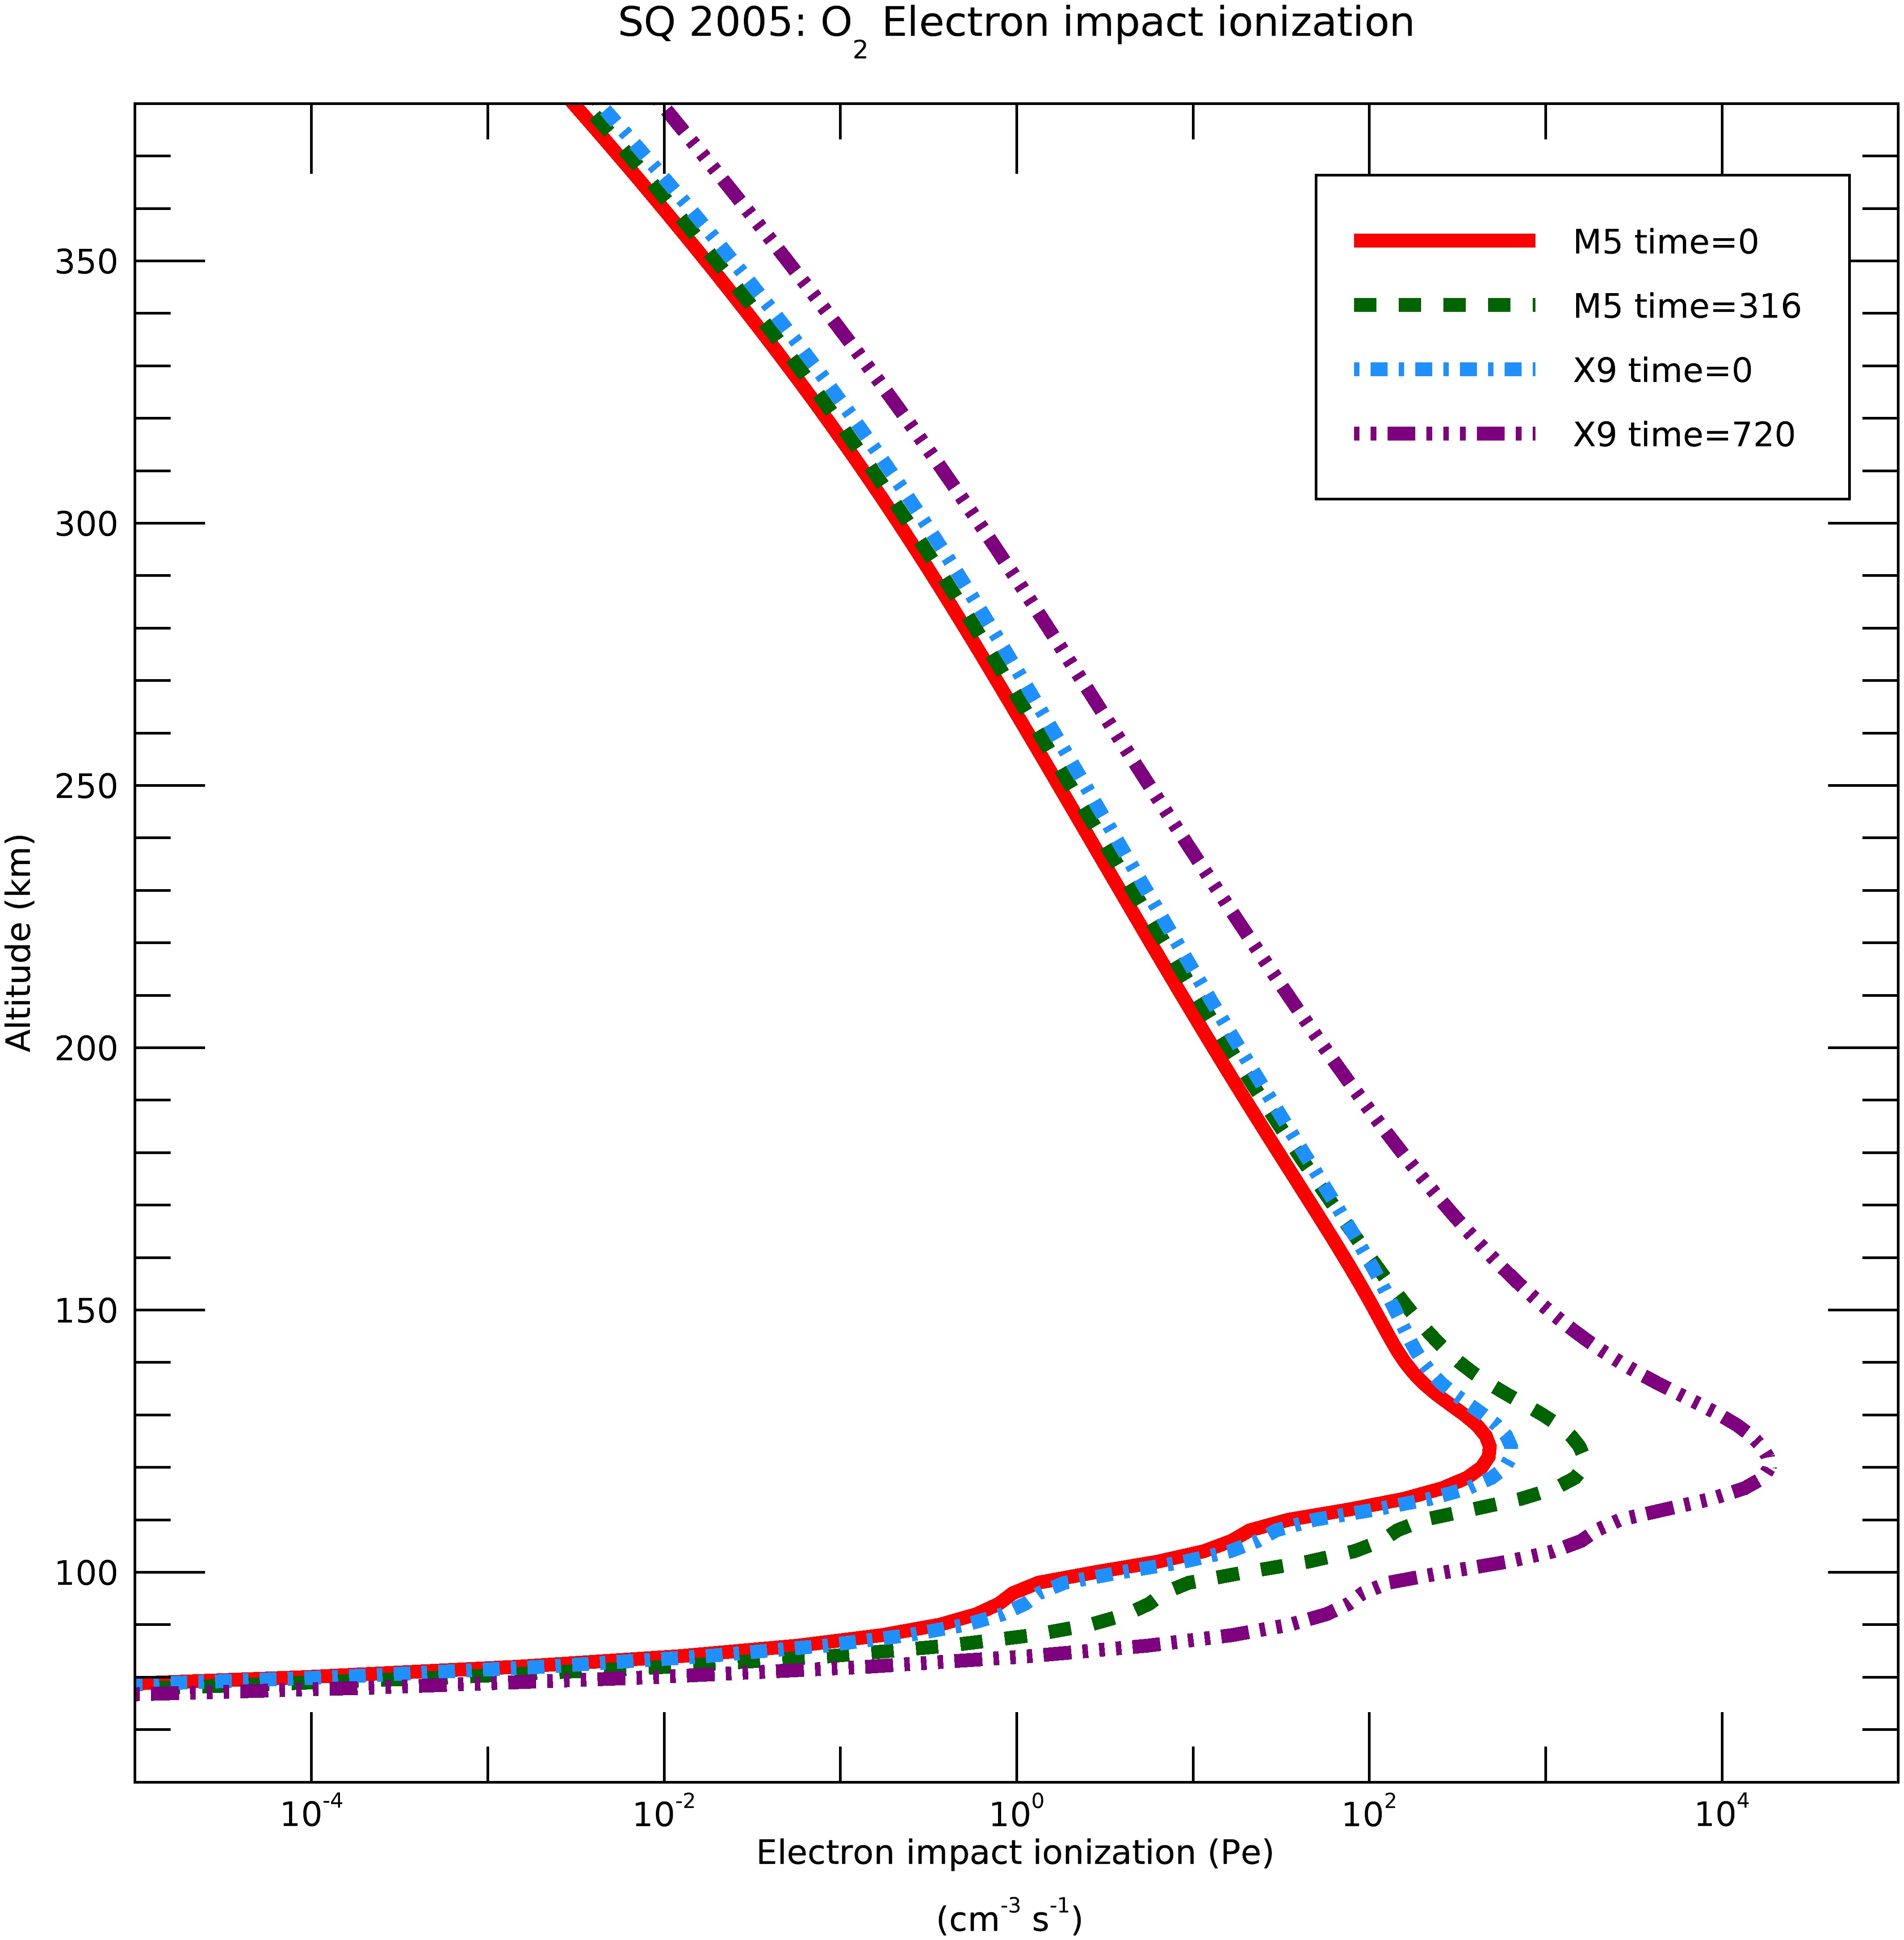 SQ 2005: O₂ Electron impact ionization
M5 time=0
M5 time=316
X9 time=0
X9 time=720
350
300
250
200
150
100
Altitude (km)
10⁻⁴ 10⁻² 10⁰ 10² 10⁴
Electron impact ionization (Pe)
(cm⁻³ s⁻¹)